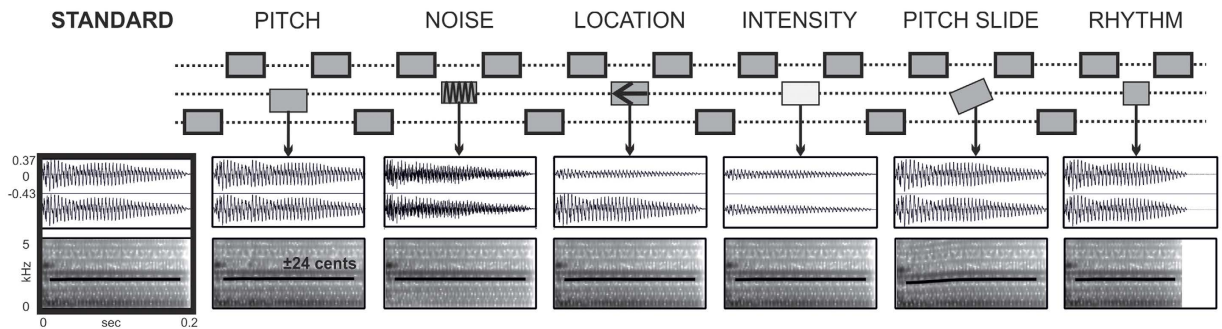 STANDARD PITCH NOISE LOCATION INTENSITY PITCH SLIDE RHYTHM
0.37
0
-0.43
5
kHz
0
±24 cents
0 sec 0.2